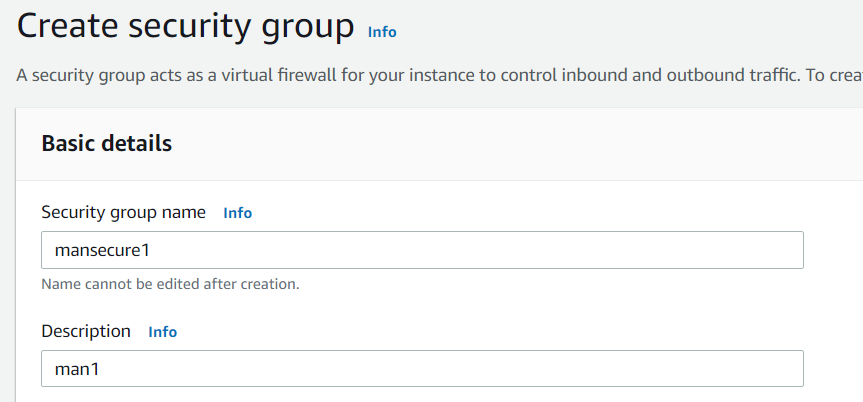 Create security group Info
A security group acts as a virtual firewall for your instance to control inbound and outbound traffic. To crea
Basic details
Security group name Info
mansecure1
Name cannot be edited after creation.
Description Info
man1